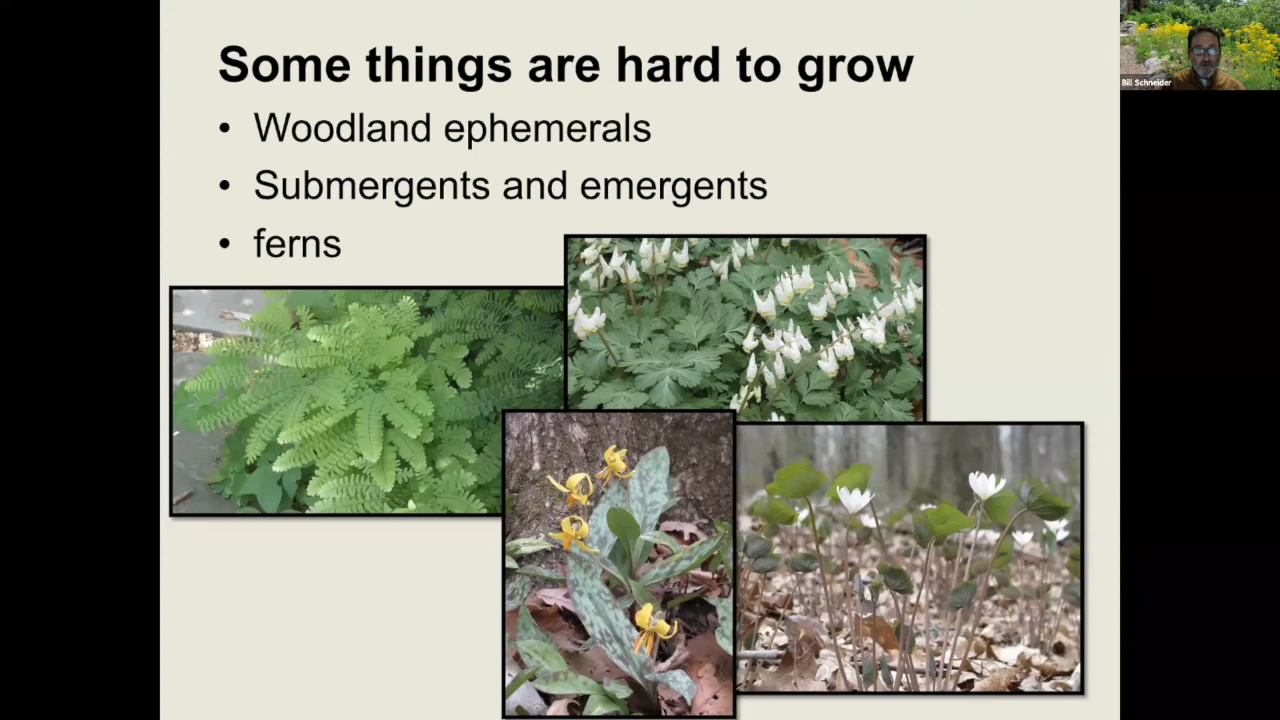 Some things are hard to grow
• Woodland ephemerals
• Submergents and emergents
• ferns
Bill Schneider